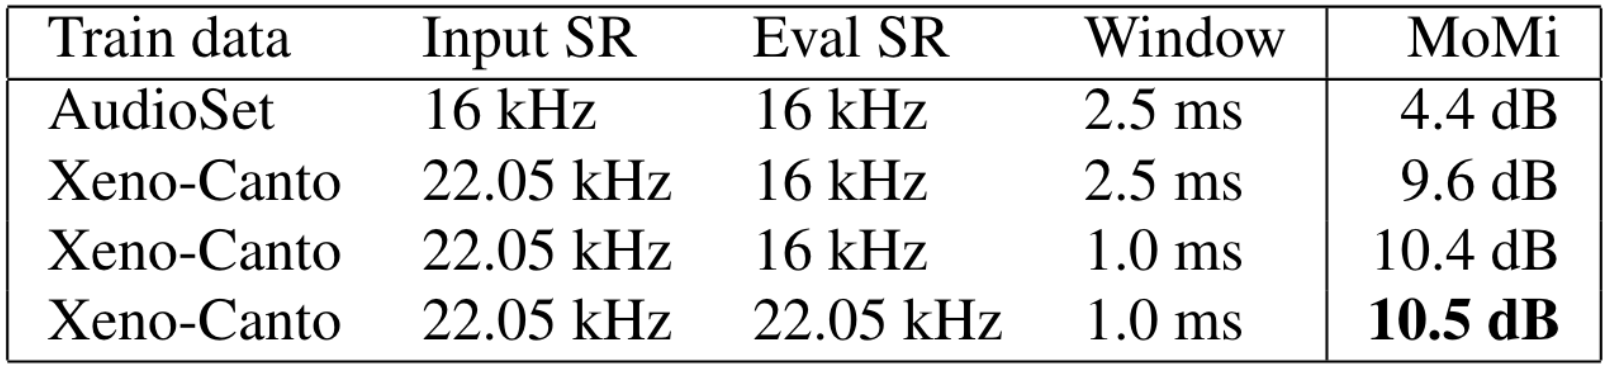 Train data Input SR Eval SR Window MoMi
AudioSet 16 kHz 16 kHz 2.5 ms 4.4 dB
Xeno-Canto 22.05 kHz 16 kHz 2.5 ms 9.6 dB
Xeno-Canto 22.05 kHz 16 kHz 1.0 ms 10.4 dB
Xeno-Canto 22.05 kHz 22.05 kHz 1.0 ms 10.5 dB